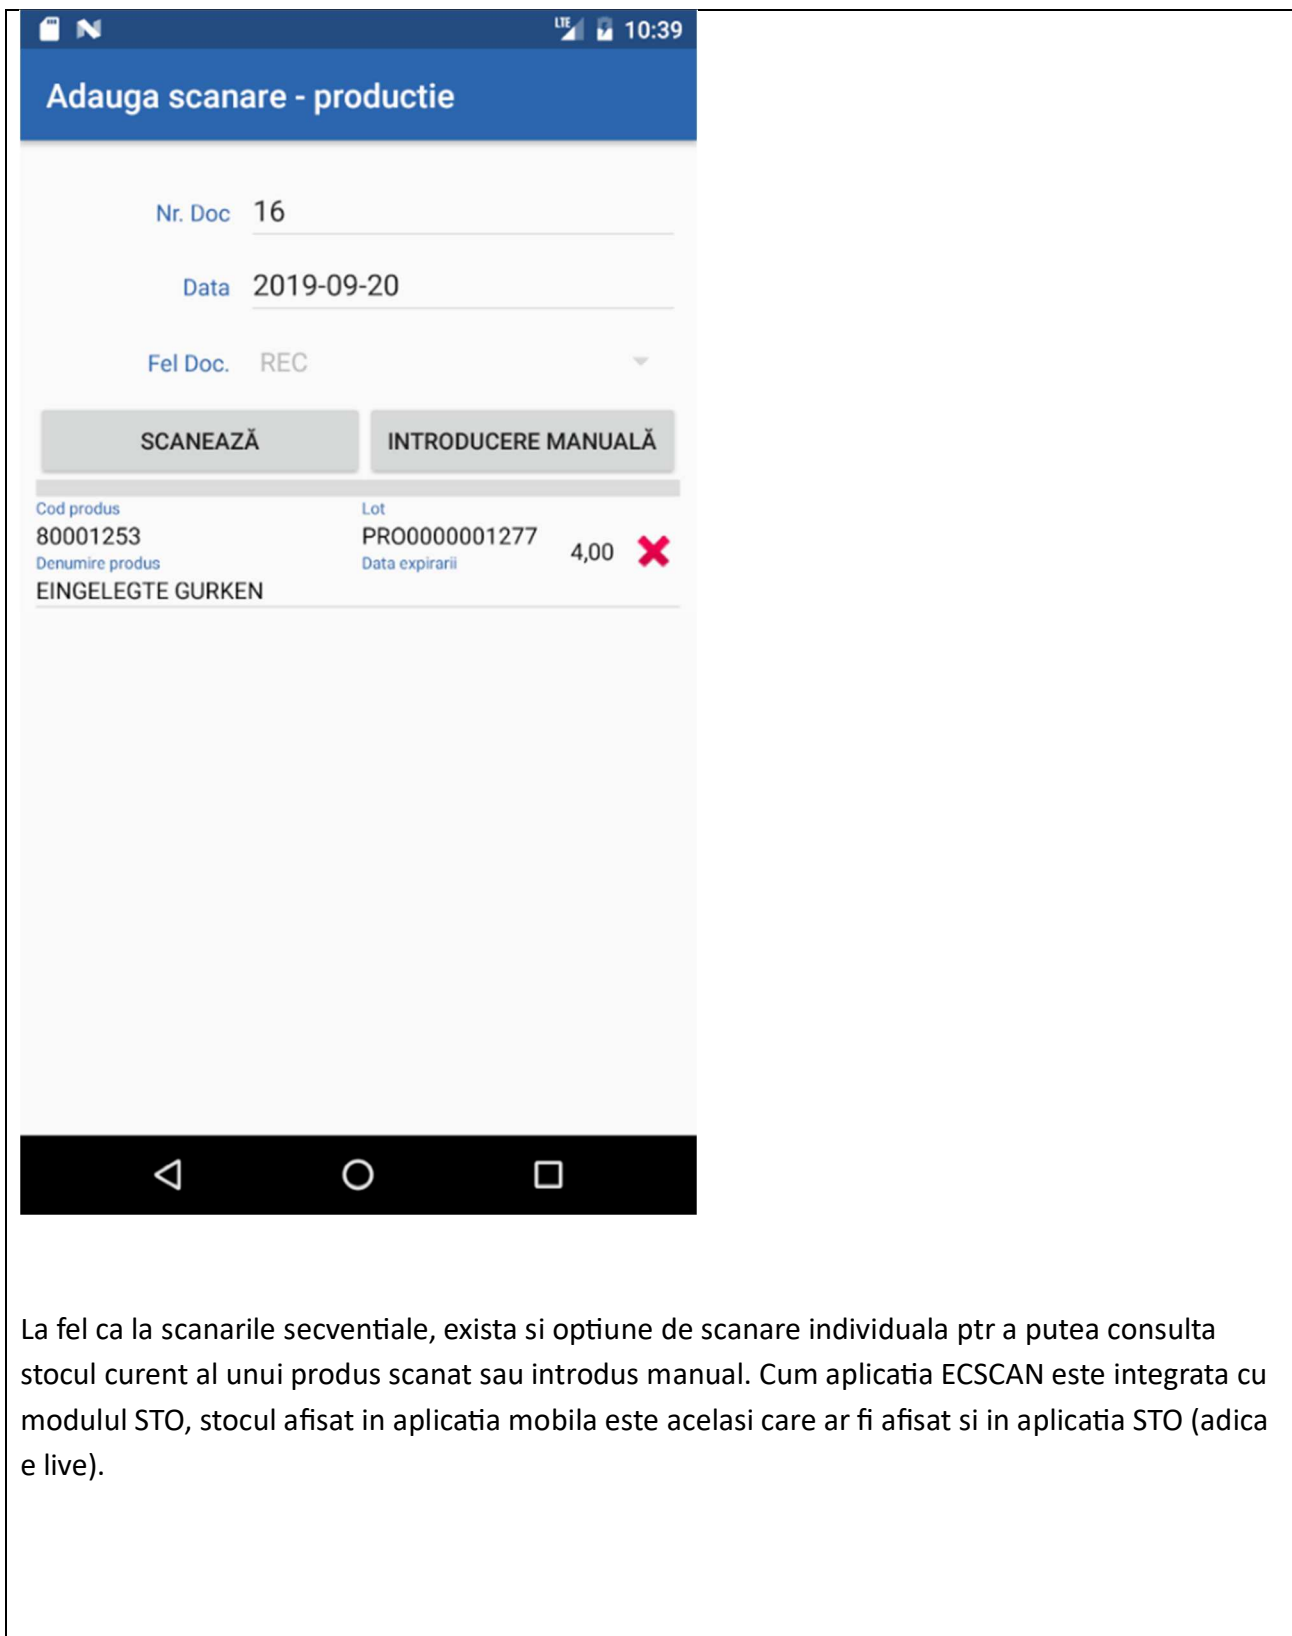 LTE 10:39
Adauga scanare - productie
Nr. Doc 16
Data 2019-09-20
Fel Doc. REC
SCANEAZĂ INTRODUCERE MANUALĂ
Cod produs Lot
80001253 PRO0000001277 4,00
Denumire produs Data expirarii
EINGELEGTE GURKEN
La fel ca la scanarile secventiale, exista si optiune de scanare individuala ptr a putea consulta
stocul curent al unui produs scanat sau introdus manual. Cum aplicatia ECSCAN este integrata cu
modulul STO, stocul afisat in aplicatia mobila este acelasi care ar fi afisat si in aplicatia STO (adica
e live).